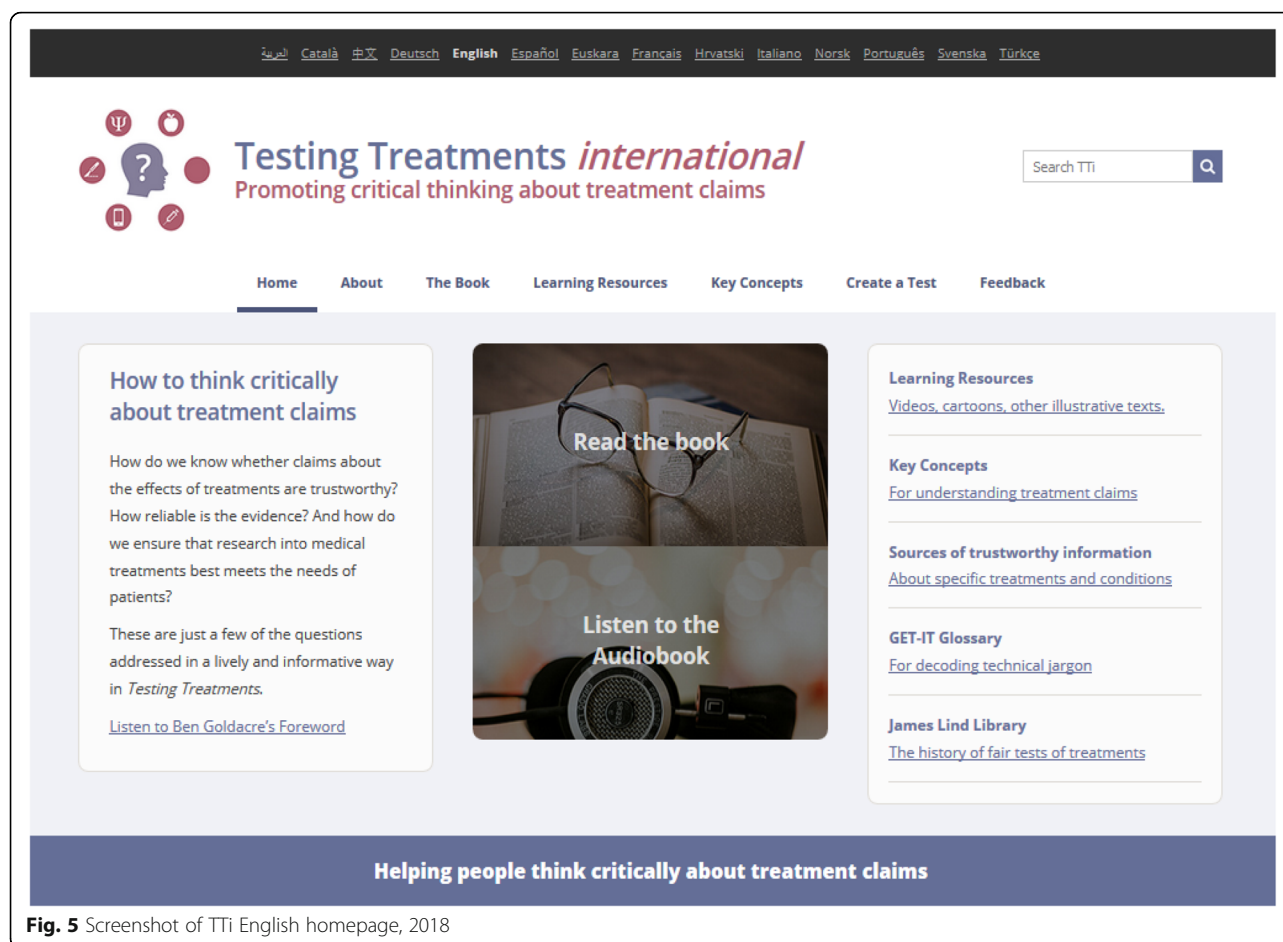 العربية Català 中文 Deutsch English Español Euskara Français Hrvatski Italiano Norsk Português Svenska Türkçe
Testing Treatments international
Promoting critical thinking about treatment claims
Search TTi
Home About The Book Learning Resources Key Concepts Create a Test Feedback
How to think critically
about treatment claims
How do we know whether claims about
the effects of treatments are trustworthy?
How reliable is the evidence? And how do
we ensure that research into medical
treatments best meets the needs of
patients?
These are just a few of the questions
addressed in a lively and informative way
in Testing Treatments.
Listen to Ben Goldacre's Foreword
Read the book
Listen to the
Audiobook
Learning Resources
Videos, cartoons, other illustrative texts.
Key Concepts
For understanding treatment claims
Sources of trustworthy information
About specific treatments and conditions
GET-IT Glossary
For decoding technical jargon
James Lind Library
The history of fair tests of treatments
Helping people think critically about treatment claims
Fig. 5 Screenshot of TTi English homepage, 2018